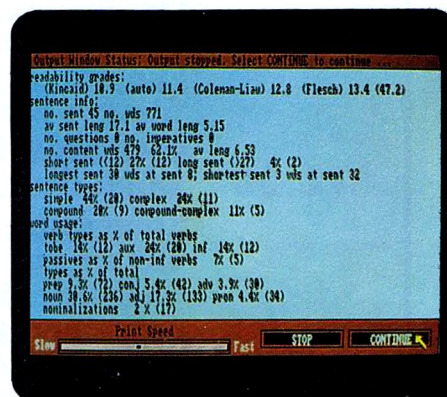 Output Window Status: Output stopped. Select CONTINUE to continue ...
readability grades:
(Kincaid) 10.9 (auto) 11.4 (Coleman-Liau) 12.8 (Flesch) 13.4 (47.2)
sentence info:
no. sent 45 no. wds 771
av sent leng 17.1 av word leng 5.15
no. questions 0 no. imperatives 0
no. content wds 479 62.1% av leng 6.53
short sent (<12) 27% (12) long sent (>27) 4% (2)
longest sent 38 wds at sent 8; shortest sent 3 wds at sent 32
sentence types:
simple 44% (20) complex 24% (11)
compound 20% (9) compound-complex 11% (5)
word usage:
verb types as % of total verbs
tobe 14% (12) aux 24% (20) inf 14% (12)
passives as % of non-inf verbs 7% (5)
types as % of total
prep 9.3% (72) conj 5.4% (42) adv 3.9% (30)
noun 30.6% (236) adj 17.3% (133) pron 4.4% (34)
nominalizations 2 % (17)
Print Speed
Slow Fast STOP CONTINUE